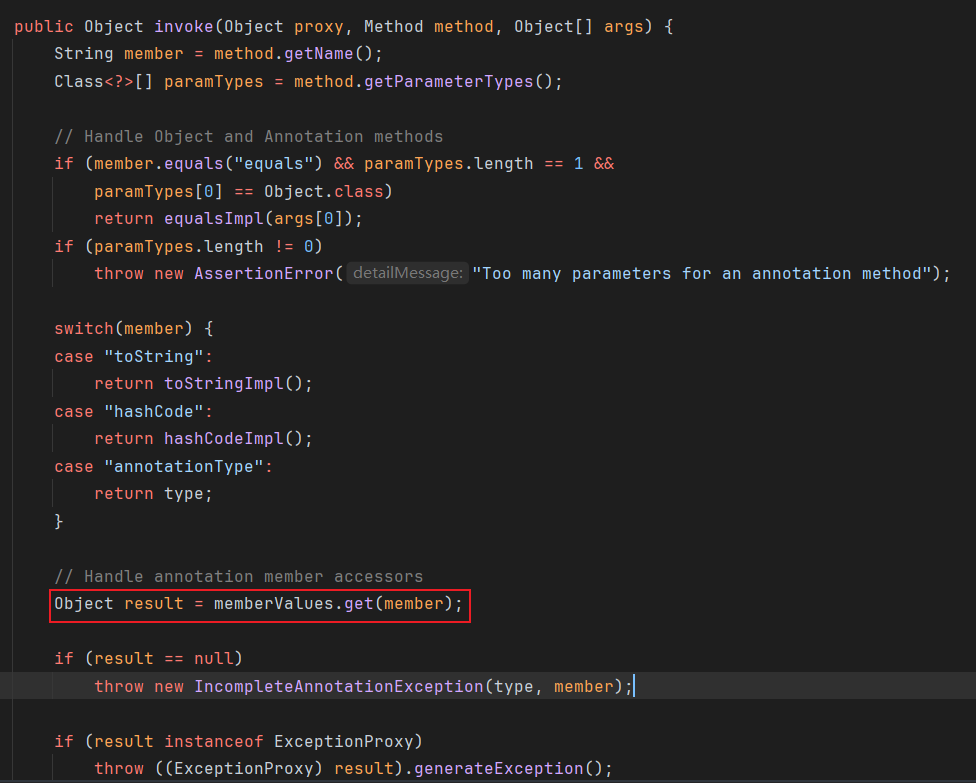 public Object invoke(Object proxy, Method method, Object[] args) {
    String member = method.getName();
    Class<?>[] paramTypes = method.getParameterTypes();

    // Handle Object and Annotation methods
    if (member.equals("equals") && paramTypes.length == 1 &&
        paramTypes[0] == Object.class)
        return equalsImpl(args[0]);
    if (paramTypes.length != 0)
        throw new AssertionError( detailMessage: "Too many parameters for an annotation method");

    switch(member) {
    case "toString":
        return toStringImpl();
    case "hashCode":
        return hashCodeImpl();
    case "annotationType":
        return type;
    }

    // Handle annotation member accessors
    Object result = memberValues.get(member);

    if (result == null)
        throw new IncompleteAnnotationException(type, member);

    if (result instanceof ExceptionProxy)
        throw ((ExceptionProxy) result).generateException();